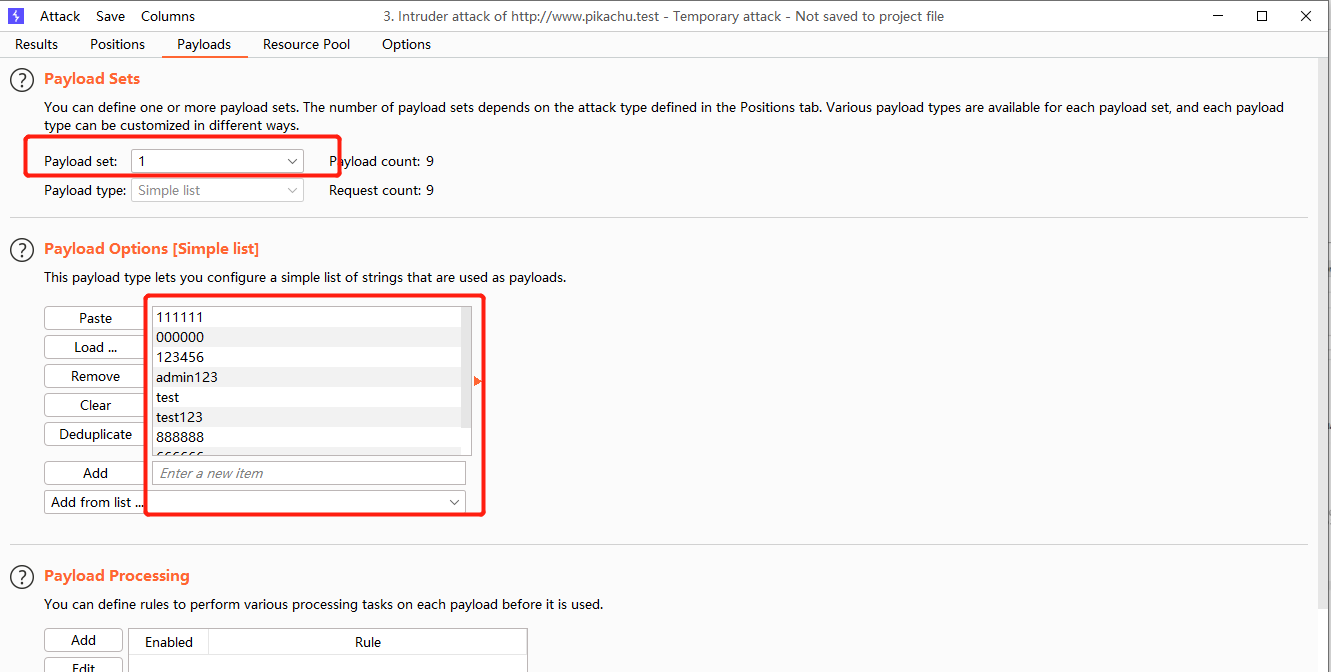 Attack Save Columns 3. Intruder attack of http://www.pikachu.test - Temporary attack - Not saved to project file
Results Positions Payloads Resource Pool Options
? Payload Sets
You can define one or more payload sets. The number of payload sets depends on the attack type defined in the Positions tab. Various payload types are available for each payload set, and each payload
type can be customized in different ways.
Payload set: 1 Payload count: 9
Payload type: Simple list Request count: 9
? Payload Options [Simple list]
This payload type lets you configure a simple list of strings that are used as payloads.
Paste
Load ...
Remove
Clear
Deduplicate
111111
000000
123456
admin123
test
test123
888888
Add Enter a new item
Add from list ...
? Payload Processing
You can define rules to perform various processing tasks on each payload before it is used.
Add Enabled Rule
Edit